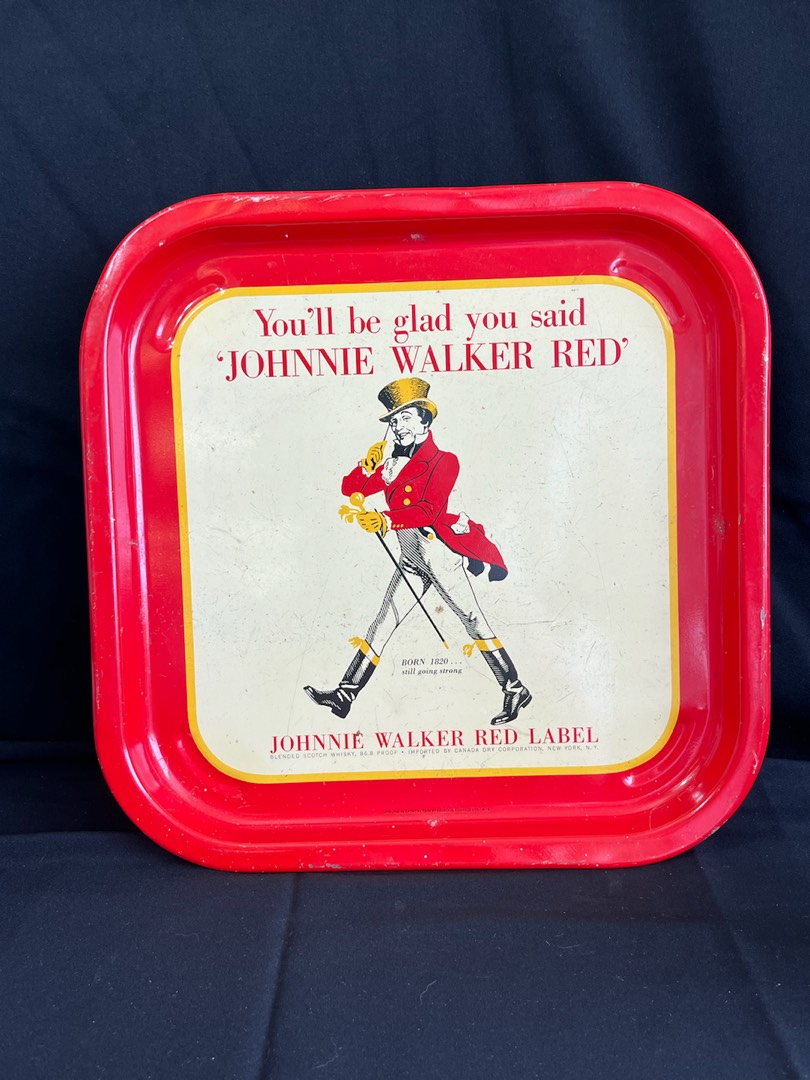 You'll be glad you said
'JOHNNIE WALKER RED'
BORN 1820...
still going strong
JOHNNIE WALKER RED LABEL
BLENDED SCOTCH WHISKY, 86.8 PROOF • IMPORTED BY CANADA DRY CORPORATION, NEW YORK, N.Y.